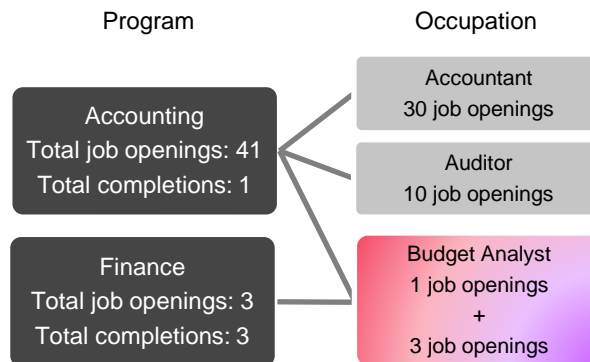 Program
Occupation
Accounting
Total job openings: 41
Total completions: 1
Finance
Total job openings: 3
Total completions: 3
Accountant
30 job openings
Auditor
10 job openings
Budget Analyst
1 job openings
+
3 job openings